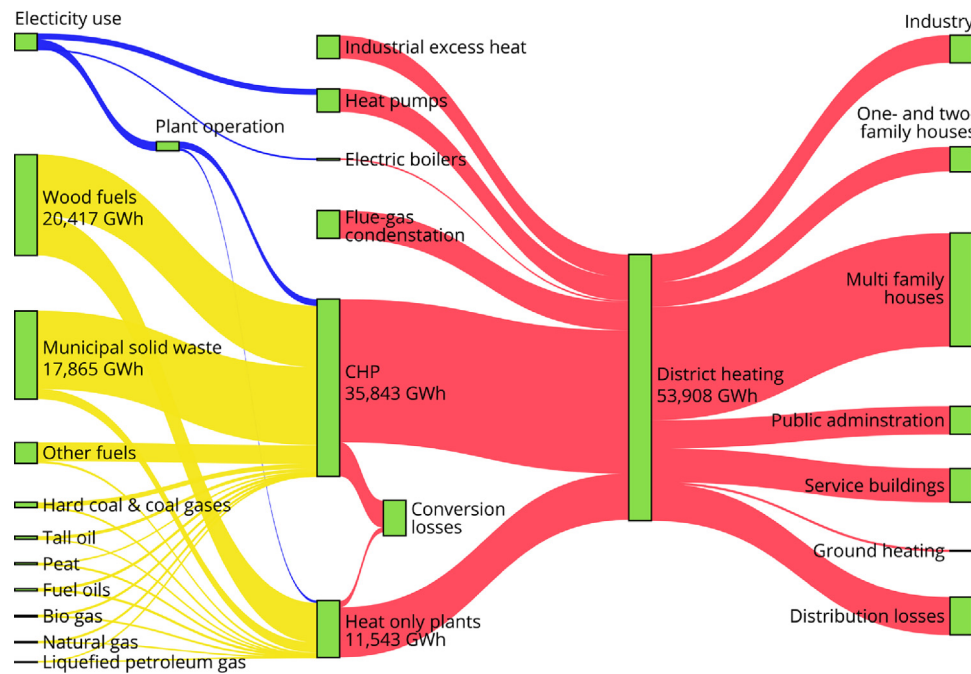 Electicity use
Industry
Industrial excess heat
Heat pumps
One- and two
family houses
Plant operation
Electric boilers
Wood fuels
20,417 GWh
Flue-gas
condenstation
Multi family
houses
Municipal solid waste
17,865 GWh
CHP
35,843 GWh
District heating
53,908 GWh
Public adminstration
Other fuels
Service buildings
Hard coal & coal gases
Conversion
losses
Tall oil
Ground heating
Peat
Fuel oils
Bio gas
Heat only plants
11,543 GWh
Distribution losses
Natural gas
Liquefied petroleum gas